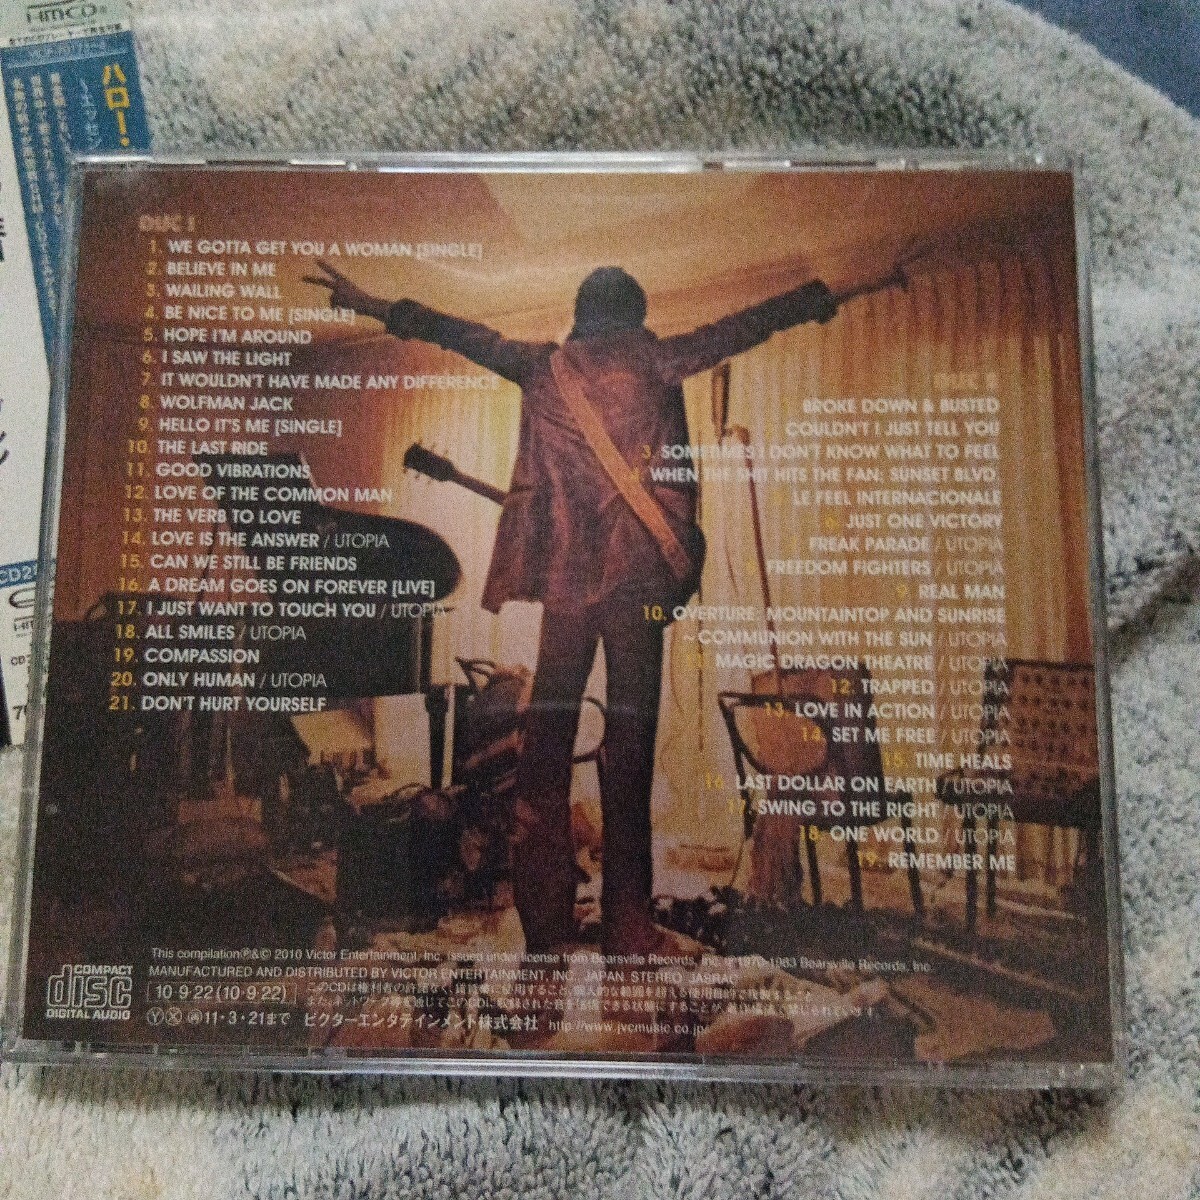 HMCD
ハロー!
CD2
DISC 1
1. WE GOTTA GET YOU A WOMAN [SINGLE]
2. BELIEVE IN ME
3. WAILING WALL
4. BE NICE TO ME [SINGLE]
5. HOPE I'M AROUND
6. I SAW THE LIGHT
7. IT WOULDN'T HAVE MADE ANY DIFFERENCE
8. WOLFMAN JACK
9. HELLO IT'S ME [SINGLE]
10. THE LAST RIDE
11. GOOD VIBRATIONS
12. LOVE OF THE COMMON MAN
13. THE VERB TO LOVE
14. LOVE IS THE ANSWER / UTOPIA
15. CAN WE STILL BE FRIENDS
16. A DREAM GOES ON FOREVER [LIVE]
17. I JUST WANT TO TOUCH YOU / UTOPIA
18. ALL SMILES / UTOPIA
19. COMPASSION
20. ONLY HUMAN / UTOPIA
21. DON'T HURT YOURSELF
DISC 2
BROKE DOWN & BUSTED
COULDN'T I JUST TELL YOU
3. SOMETIMES I DON'T KNOW WHAT TO FEEL
4. WHEN THE SHIT HITS THE FAN; SUNSET BLVD.
LE FEEL INTERNACIONALE
6. JUST ONE VICTORY
FREAK PARADE / UTOPIA
8. FREEDOM FIGHTERS / UTOPIA
9. REAL MAN
10. OVERTURE: MOUNTAINTOP AND SUNRISE
~COMMUNION WITH THE SUN / UTOPIA
11. MAGIC DRAGON THEATRE / UTOPIA
12. TRAPPED / UTOPIA
13. LOVE IN ACTION / UTOPIA
14. SET ME FREE / UTOPIA
15. TIME HEALS
16. LAST DOLLAR ON EARTH / UTOPIA
17. SWING TO THE RIGHT / UTOPIA
18. ONE WORLD / UTOPIA
19. REMEMBER ME
This compilation℗&© 2010 Victor Entertainment, Inc. Issued under license from Bearsville Records, Inc. 1970-1983 Bearsville Records, Inc.
COMPACT disc DIGITAL AUDIO
MANUFACTURED AND DISTRIBUTED BY VICTOR ENTERTAINMENT, INC. JAPAN STEREO JASRAC
10・9・22 (10・9・22)
11・3・21まで ビクターエンタテインメント株式会社 http://www.jvcmusic.co.jp/